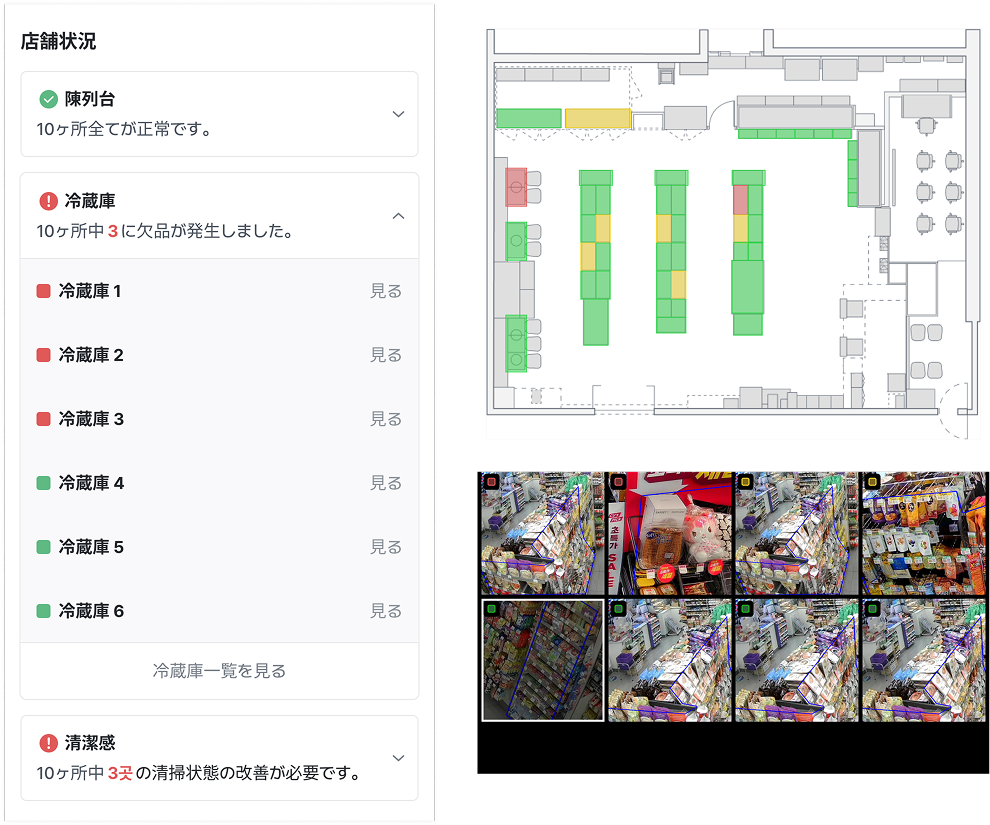 店舗状況
陳列台
10ヶ所全てが正常です。
冷蔵庫
10ヶ所中 3に欠品が発生しました。
冷蔵庫 1 見る
冷蔵庫 2 見る
冷蔵庫 3 見る
冷蔵庫 4 見る
冷蔵庫 5 見る
冷蔵庫 6 見る
冷蔵庫一覧を見る
清潔感
10ヶ所中 3곳の清掃状態の改善が必要です。
초특가
SALE